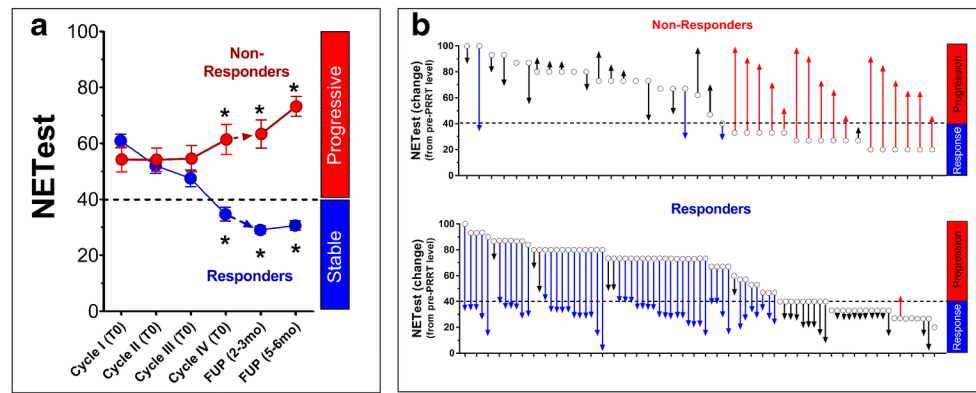 a
NETest
100
80
60
40
20
0
Non-
Responders
*
*
*
*
*
*
Responders
Progressive
Stable
Cycle I (T0)
Cycle II (T0)
Cycle III (T0)
Cycle IV (T0)
FUP (2-3mo)
FUP (5-6mo)
b
Non-Responders
NETest (change)
(from pre-PRRT level)
100
80
60
40
20
0
Progression
Response
Responders
NETest (change)
(from pre-PRRT level)
100
80
60
40
20
0
Progression
Response